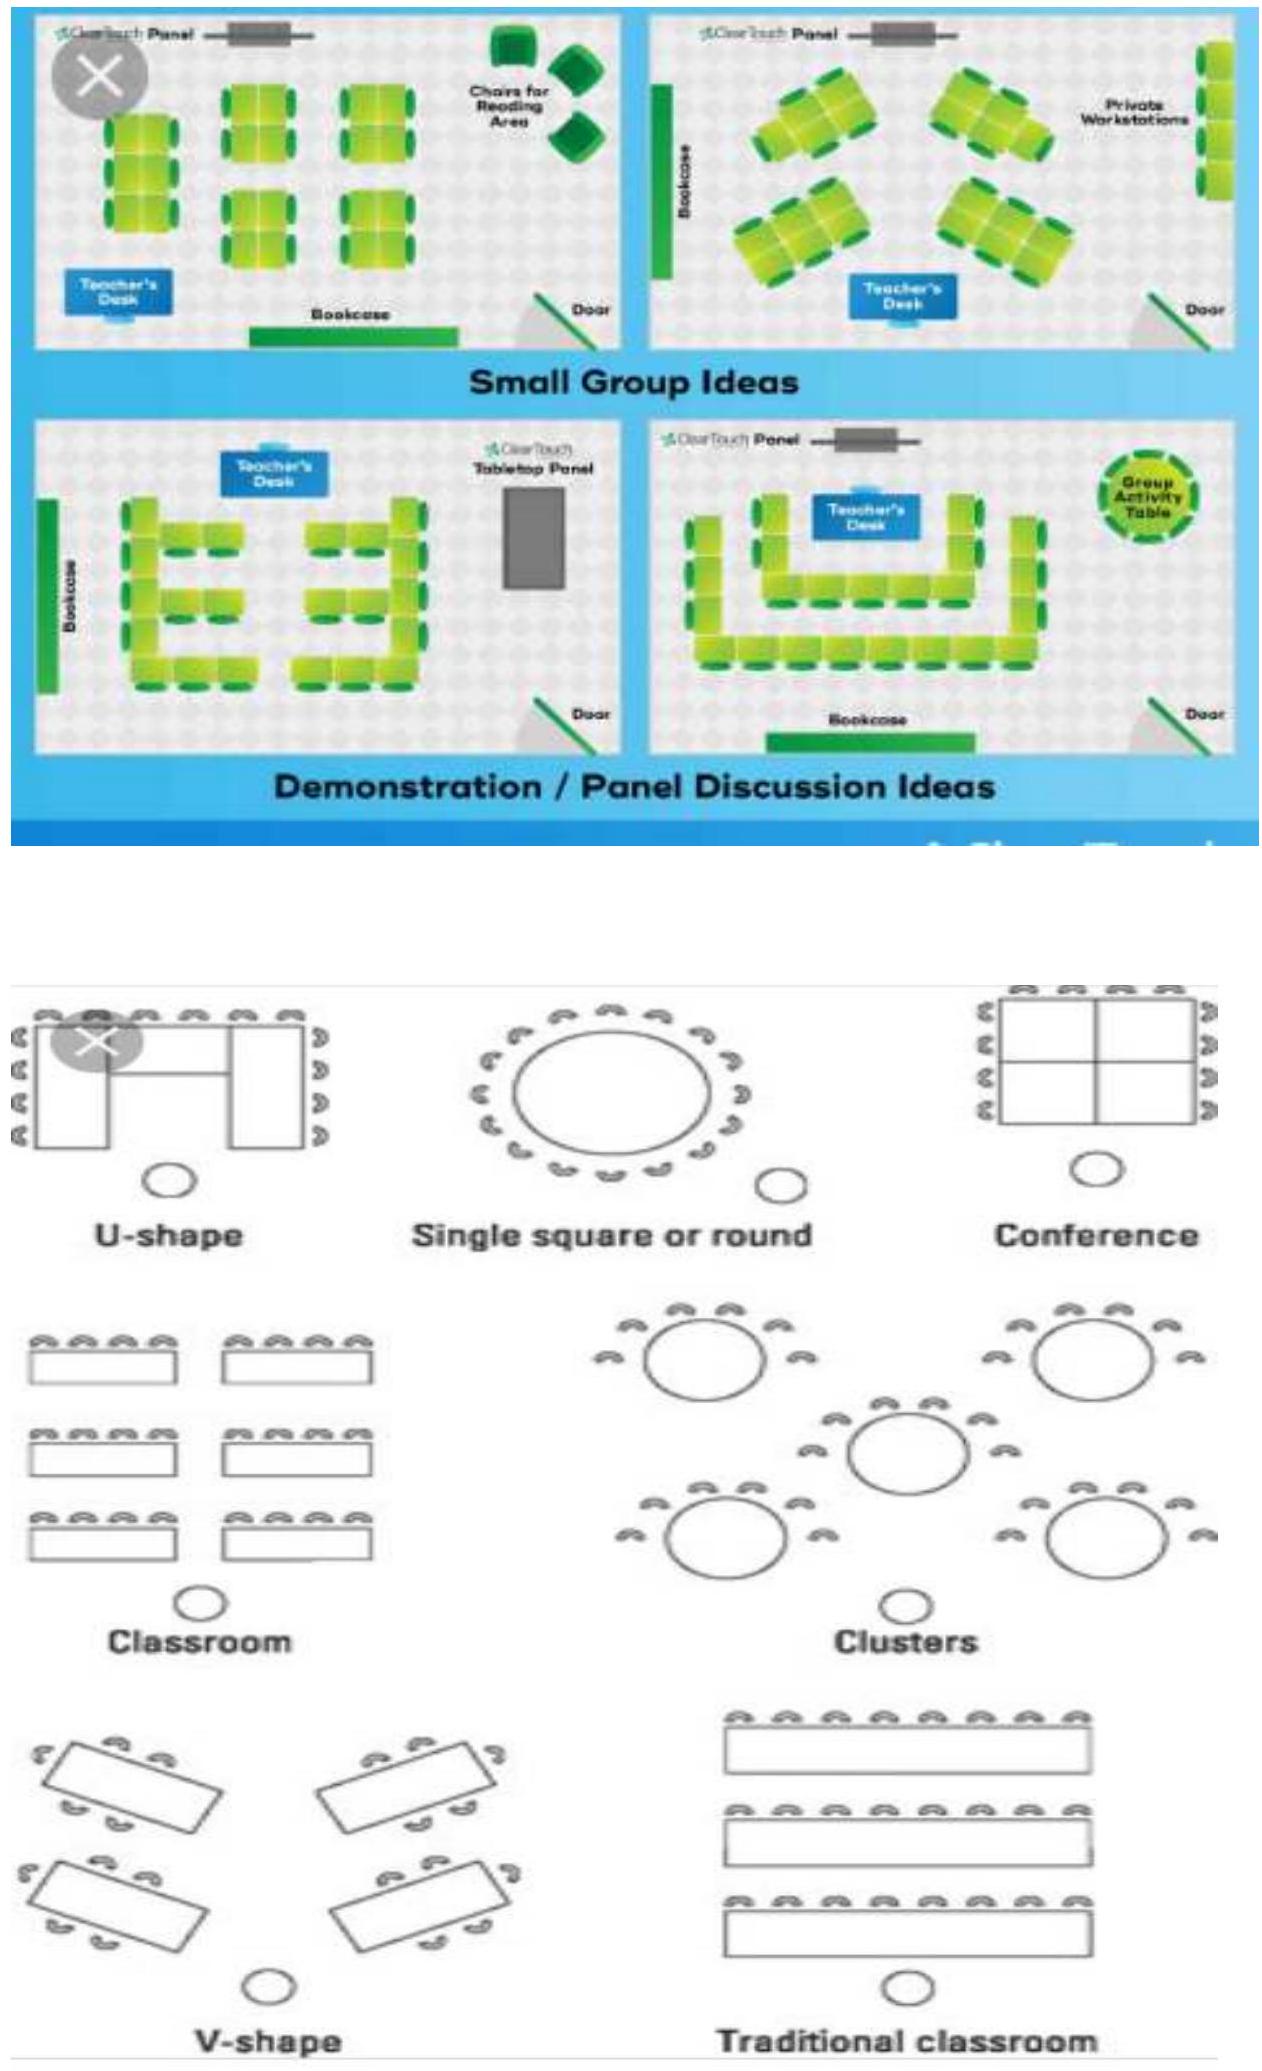 ClearTouch Panel
Chairs for
Reading
Area
Teacher's
Desk
Bookcase
Door
ClearTouch Panel
Private
Workstations
Bookcase
Teacher's
Desk
Door
Small Group Ideas
Teacher's
Desk
ClearTouch
Tabletop Panel
Bookcase
Door
ClearTouch Panel
Teacher's
Desk
Group
Activity
Table
Bookcase
Door
Demonstration / Panel Discussion Ideas
U-shape
Single square or round
Conference
Classroom
Clusters
V-shape
Traditional classroom